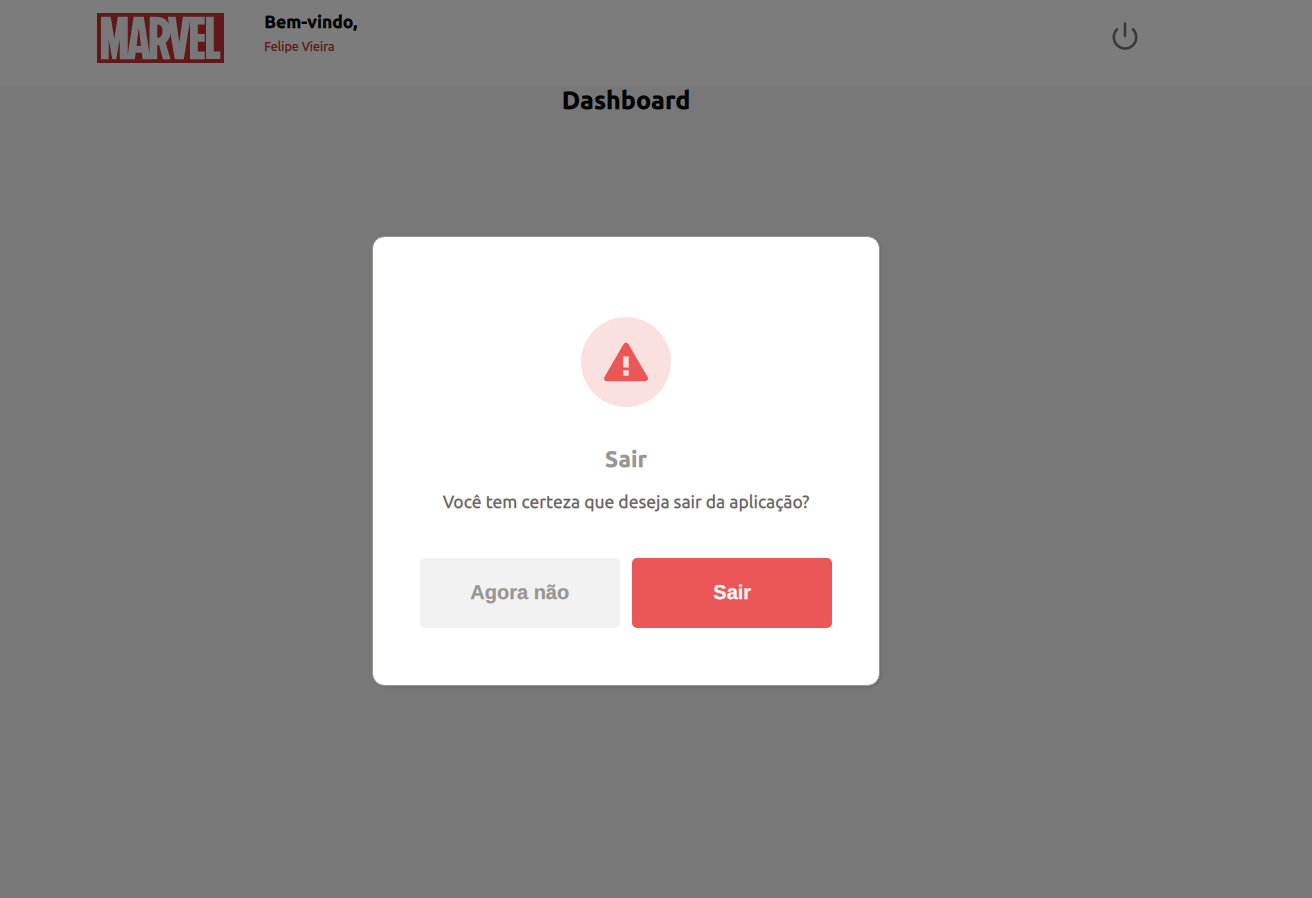 MARVEL
Bem-vindo,
Felipe Vieira
Dashboard
Sair
Você tem certeza que deseja sair da aplicação?
Agora não
Sair